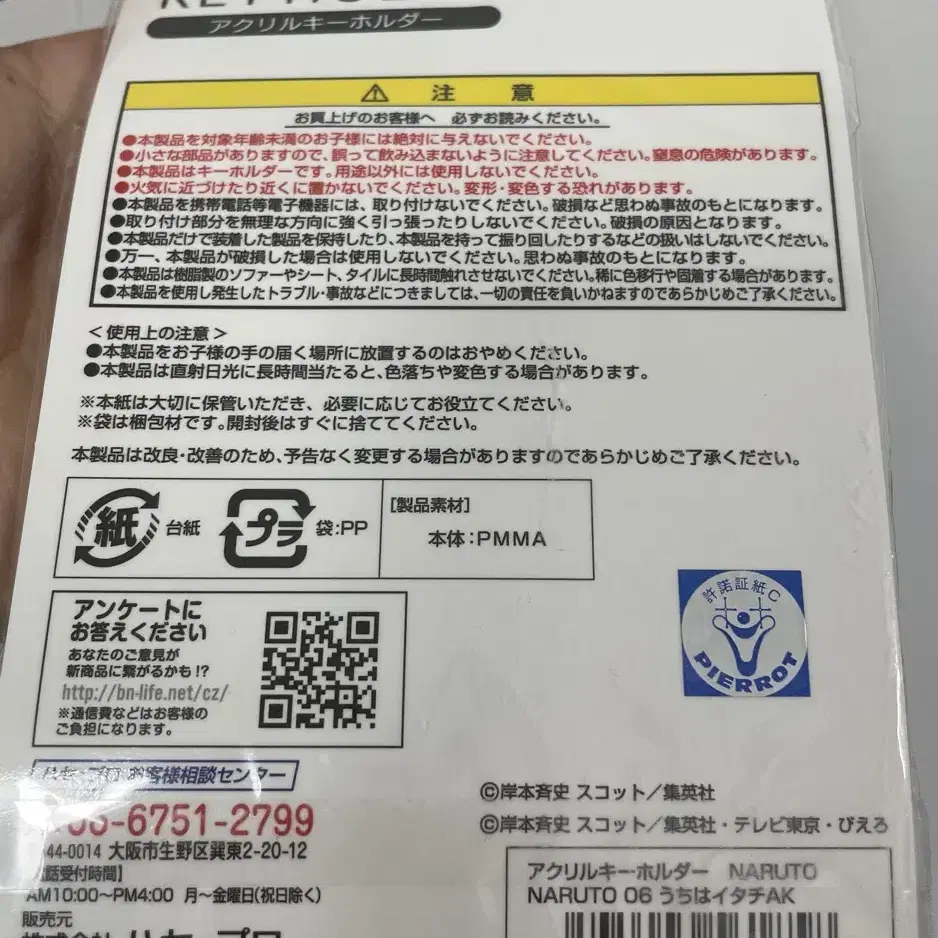 アクリルキーホルダー
⚠ 注 意
お買上げのお客様へ 必ずお読みください。
●本製品を対象年齢未満のお子様には絶対に与えないでください。
●小さな部品がありますので、誤って飲み込まないように注意してください。窒息の危険があります。
●本製品はキーホルダーです。用途以外には使用しないでください。
●火気に近づけたり近くに置かないでください。変形・変色する恐れがあります。
●本製品を携帯電話等電子機器には、取り付けないでください。破損など思わぬ事故のもとになります。
●取り付け部分を無理な方向に強く引っ張ったりしないでください。破損の原因となります。
●本製品だけで装着した製品を保持したり、本製品を持って振り回したりするなどの扱いはしないでください。
●万一、本製品が破損した場合は使用しないでください。思わぬ事故のもとになります。
●本製品は樹脂製のソファーやシート、タイルに長時間触れさせないでください。稀に色移行や固着する場合があります。
●本製品を使用し発生したトラブル・事故などにつきましては、一切の責任を負いかねますのであらかじめご了承ください。
<使用上の注意>
●本製品をお子様の手の届く場所に放置するのはおやめください。
●本製品は直射日光に長時間当たると、色落ちや変色する場合があります。
※本紙は大切に保管いただき、必要に応じてお役立てください。
※袋は梱包材です。開封後はすぐに捨ててください。
本製品は改良・改善のため、予告なく変更する場合がありますのであらかじめご了承ください。
紙 台紙 プラ 袋:PP
[製品素材]
本体:PMMA
アンケートに
お答えください
あなたのご意見が
新商品に繋がるかも!?
http://bn-life.net/cz/
※通信費などはお客様の
ご負担になります。
許諾証紙C
PIERROT
お客様相談センター
06-6751-2799
44-0014 大阪市生野区巽東2-20-12
電話受付時間]
AM10:00~PM4:00 月~金曜日(祝日除く)
販売元
©岸本斉史 スコット/集英社
©岸本斉史 スコット/集英社・テレビ東京・ぴえろ
アクリルキーホルダー NARUTO
NARUTO 06 うちはイタチAK